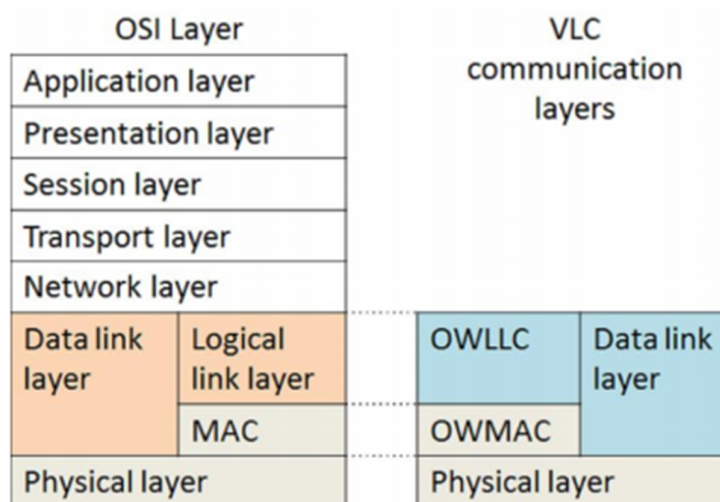 OSI Layer
Application layer
Presentation layer
Session layer
Transport layer
Network layer
Data link
layer
Logical
link layer
MAC
Physical layer
VLC
communication
layers
OWLLC
Data link
layer
OWMAC
Physical layer